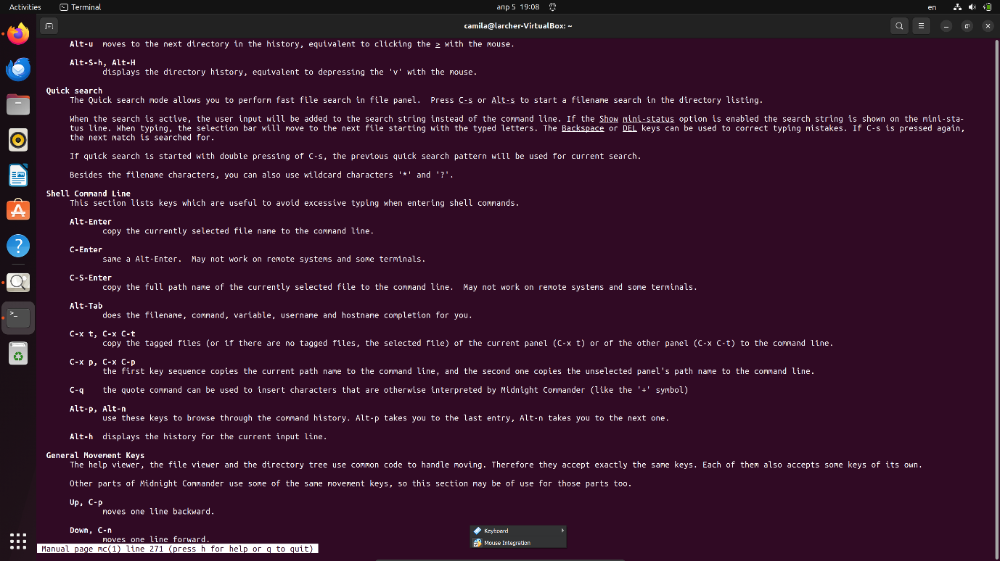 Activities Terminal апр 5 19:08 en
camila@larcher-VirtualBox: ~
Alt-u moves to the next directory in the history, equivalent to clicking the > with the mouse.
Alt-S-h, Alt-H
displays the directory history, equivalent to depressing the 'v' with the mouse.
Quick search
The Quick search mode allows you to perform fast file search in file panel. Press C-s or Alt-s to start a filename search in the directory listing.
When the search is active, the user input will be added to the search string instead of the command line. If the Show mini-status option is enabled the search string is shown on the mini-sta-
tus line. When typing, the selection bar will move to the next file starting with the typed letters. The Backspace or DEL keys can be used to correct typing mistakes. If C-s is pressed again,
the next match is searched for.
If quick search is started with double pressing of C-s, the previous quick search pattern will be used for current search.
Besides the filename characters, you can also use wildcard characters '*' and '?'.
Shell Command Line
This section lists keys which are useful to avoid excessive typing when entering shell commands.
Alt-Enter
copy the currently selected file name to the command line.
C-Enter
same a Alt-Enter. May not work on remote systems and some terminals.
C-S-Enter
copy the full path name of the currently selected file to the command line. May not work on remote systems and some terminals.
Alt-Tab
does the filename, command, variable, username and hostname completion for you.
C-x t, C-x C-t
copy the tagged files (or if there are no tagged files, the selected file) of the current panel (C-x t) or of the other panel (C-x C-t) to the command line.
C-x p, C-x C-p
the first key sequence copies the current path name to the command line, and the second one copies the unselected panel's path name to the command line.
C-q the quote command can be used to insert characters that are otherwise interpreted by Midnight Commander (like the '+' symbol)
Alt-p, Alt-n
use these keys to browse through the command history. Alt-p takes you to the last entry, Alt-n takes you to the next one.
Alt-h displays the history for the current input line.
General Movement Keys
The help viewer, the file viewer and the directory tree use common code to handle moving. Therefore they accept exactly the same keys. Each of them also accepts some keys of its own.
Other parts of Midnight Commander use some of the same movement keys, so this section may be of use for those parts too.
Up, C-p
moves one line backward.
Down, C-n
moves one line forward.
Manual page mc(1) line 271 (press h for help or q to quit)
Keyboard
Mouse Integration